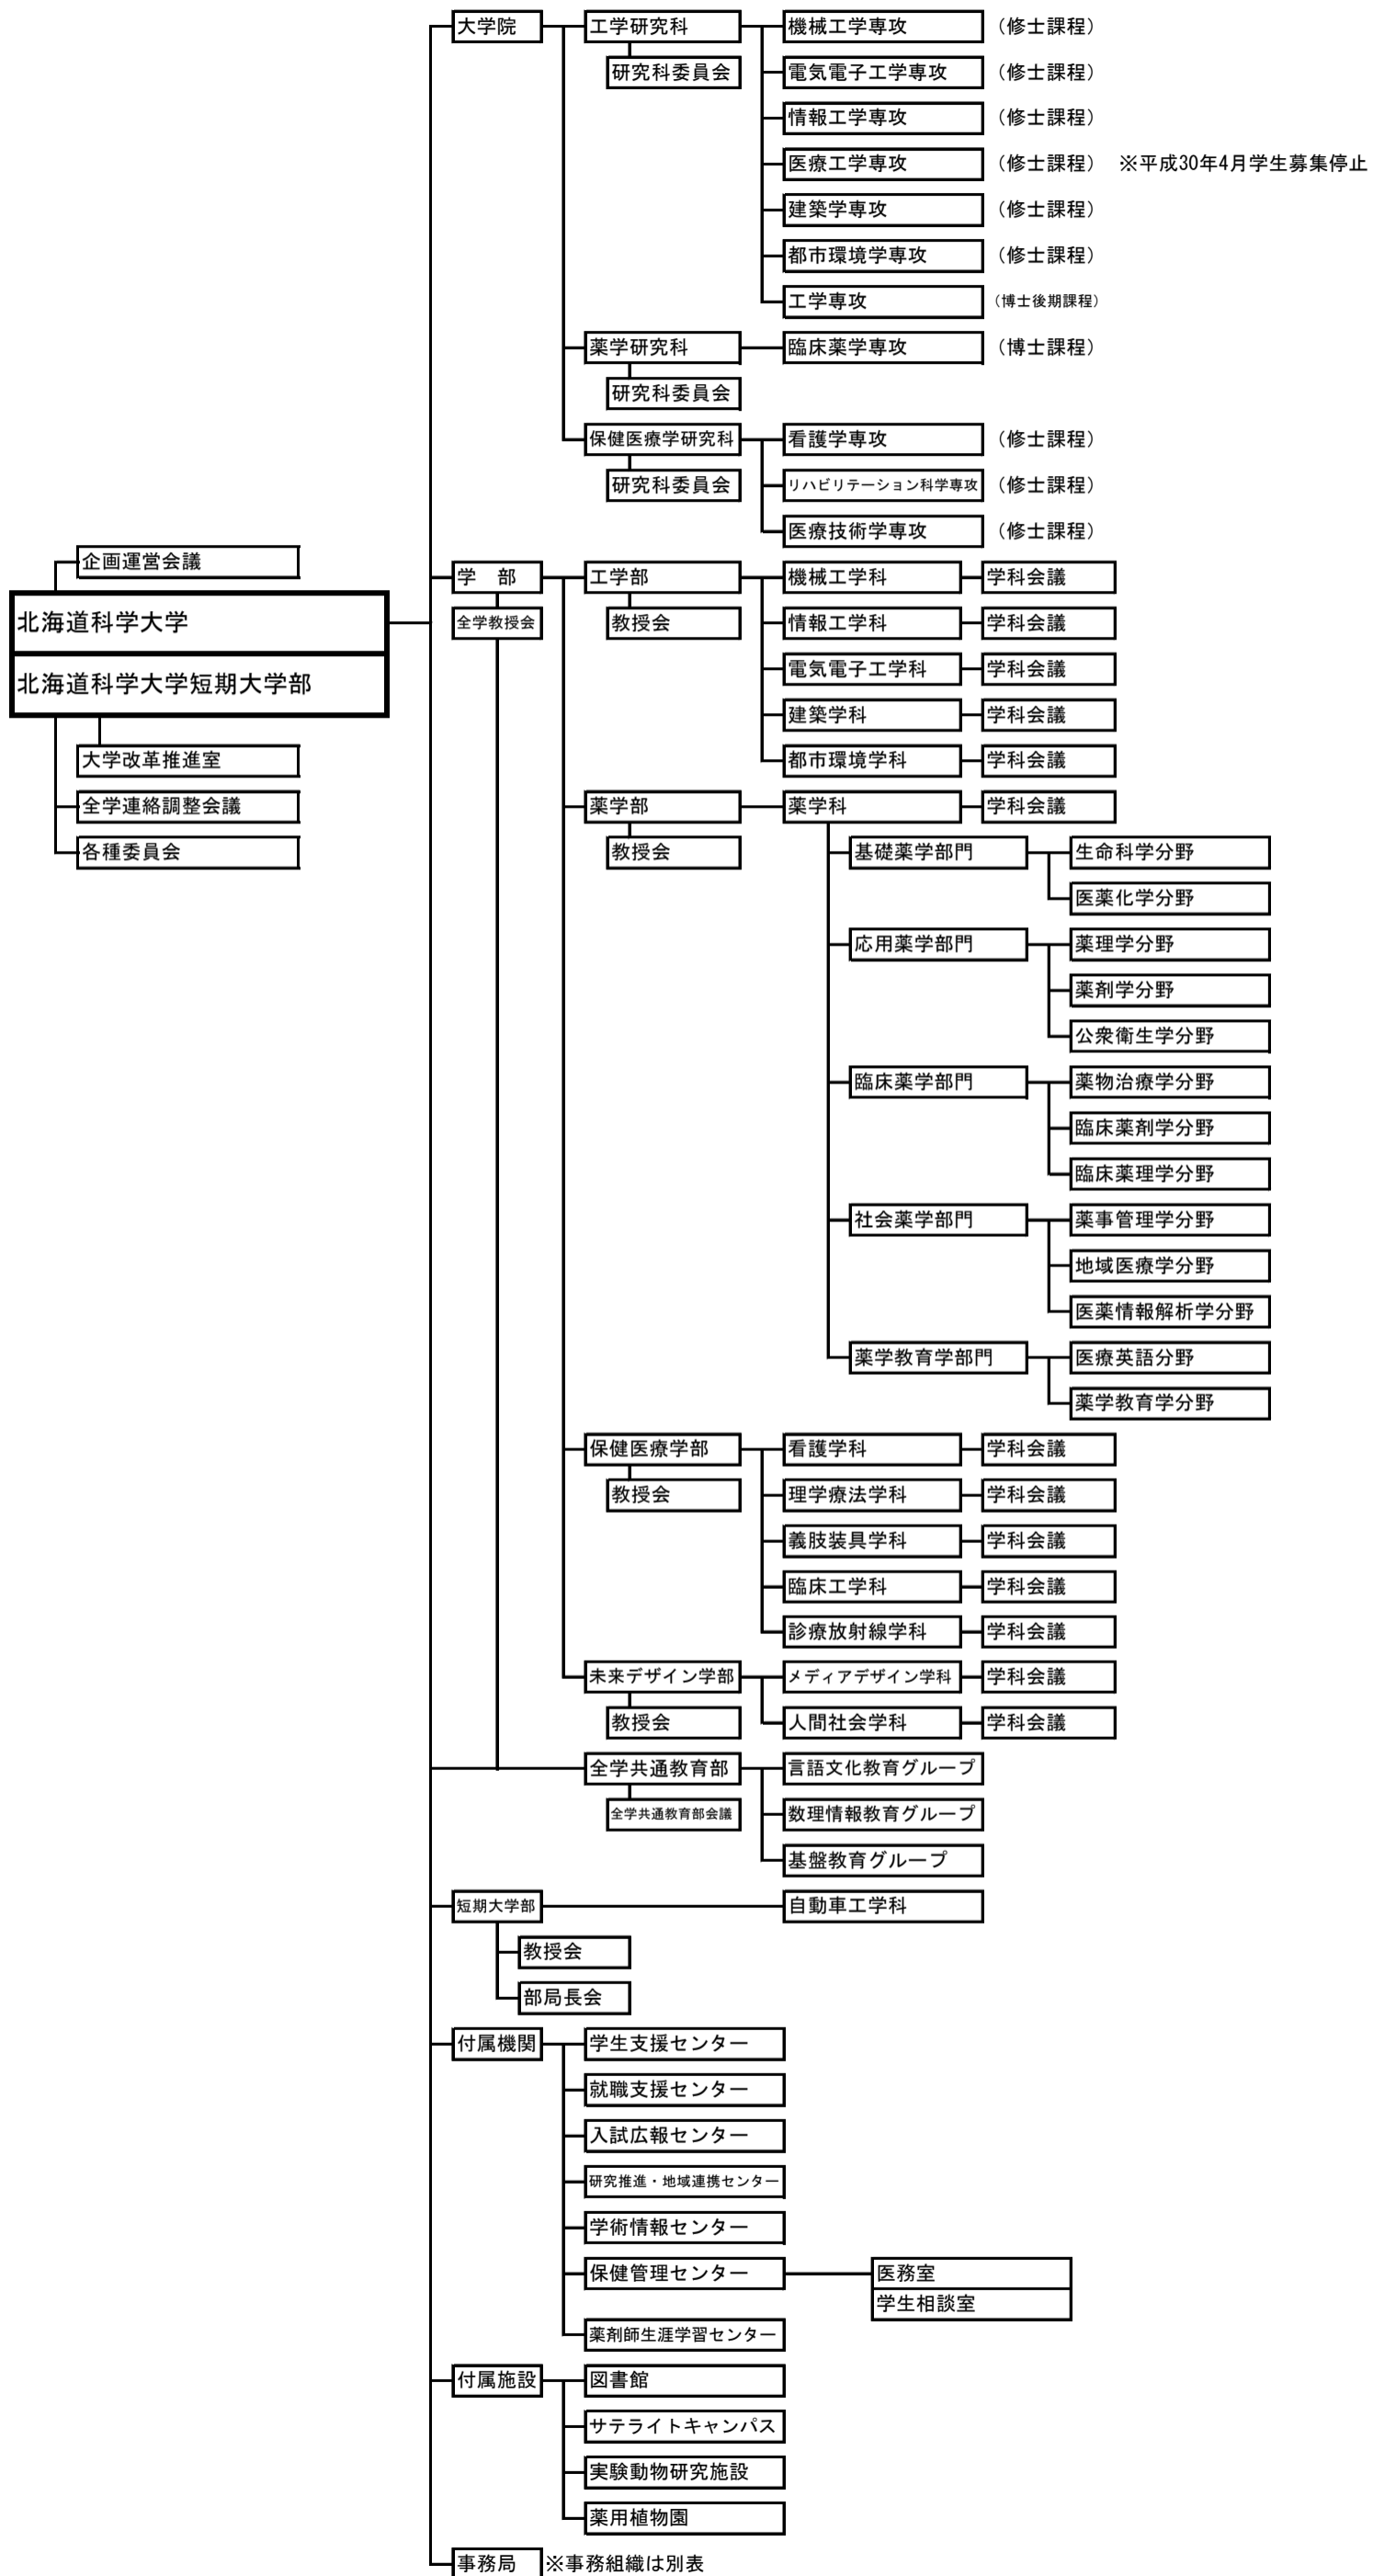 大学院 工学研究科 機械工学専攻 （修士課程）
研究科委員会 電気電子工学専攻 （修士課程）
情報工学専攻 （修士課程）
医療工学専攻 （修士課程） ※平成30年4月学生募集停止
建築学専攻 （修士課程）
都市環境学専攻 （修士課程）
工学専攻 （博士後期課程）
薬学研究科 臨床薬学専攻 （博士課程）
研究科委員会
保健医療学研究科 看護学専攻 （修士課程）
研究科委員会 リハビリテーション科学専攻 （修士課程）
医療技術学専攻 （修士課程）
企画運営会議
学　部 工学部 機械工学科 学科会議
北海道科学大学 全学教授会 教授会 情報工学科 学科会議
電気電子工学科 学科会議
北海道科学大学短期大学部
建築学科 学科会議
大学改革推進室 都市環境学科 学科会議
全学連絡調整会議 薬学部 薬学科 学科会議
各種委員会 教授会 基礎薬学部門 生命科学分野
医薬化学分野
応用薬学部門 薬理学分野
薬剤学分野
公衆衛生学分野
臨床薬学部門 薬物治療学分野
臨床薬剤学分野
臨床薬理学分野
社会薬学部門 薬事管理学分野
地域医療学分野
医薬情報解析学分野
薬学教育学部門 医療英語分野
薬学教育学分野
保健医療学部 看護学科 学科会議
教授会 理学療法学科 学科会議
義肢装具学科 学科会議
臨床工学科 学科会議
診療放射線学科 学科会議
未来デザイン学部 メディアデザイン学科 学科会議
教授会 人間社会学科 学科会議
全学共通教育部 言語文化教育グループ
全学共通教育部会議 数理情報教育グループ
基盤教育グループ
短期大学部 自動車工学科
教授会
部局長会
付属機関 学生支援センター
就職支援センター
入試広報センター
研究推進・地域連携センター
学術情報センター
保健管理センター 医務室
学生相談室
薬剤師生涯学習センター
付属施設 図書館
サテライトキャンパス
実験動物研究施設
薬用植物園
事務局 ※事務組織は別表